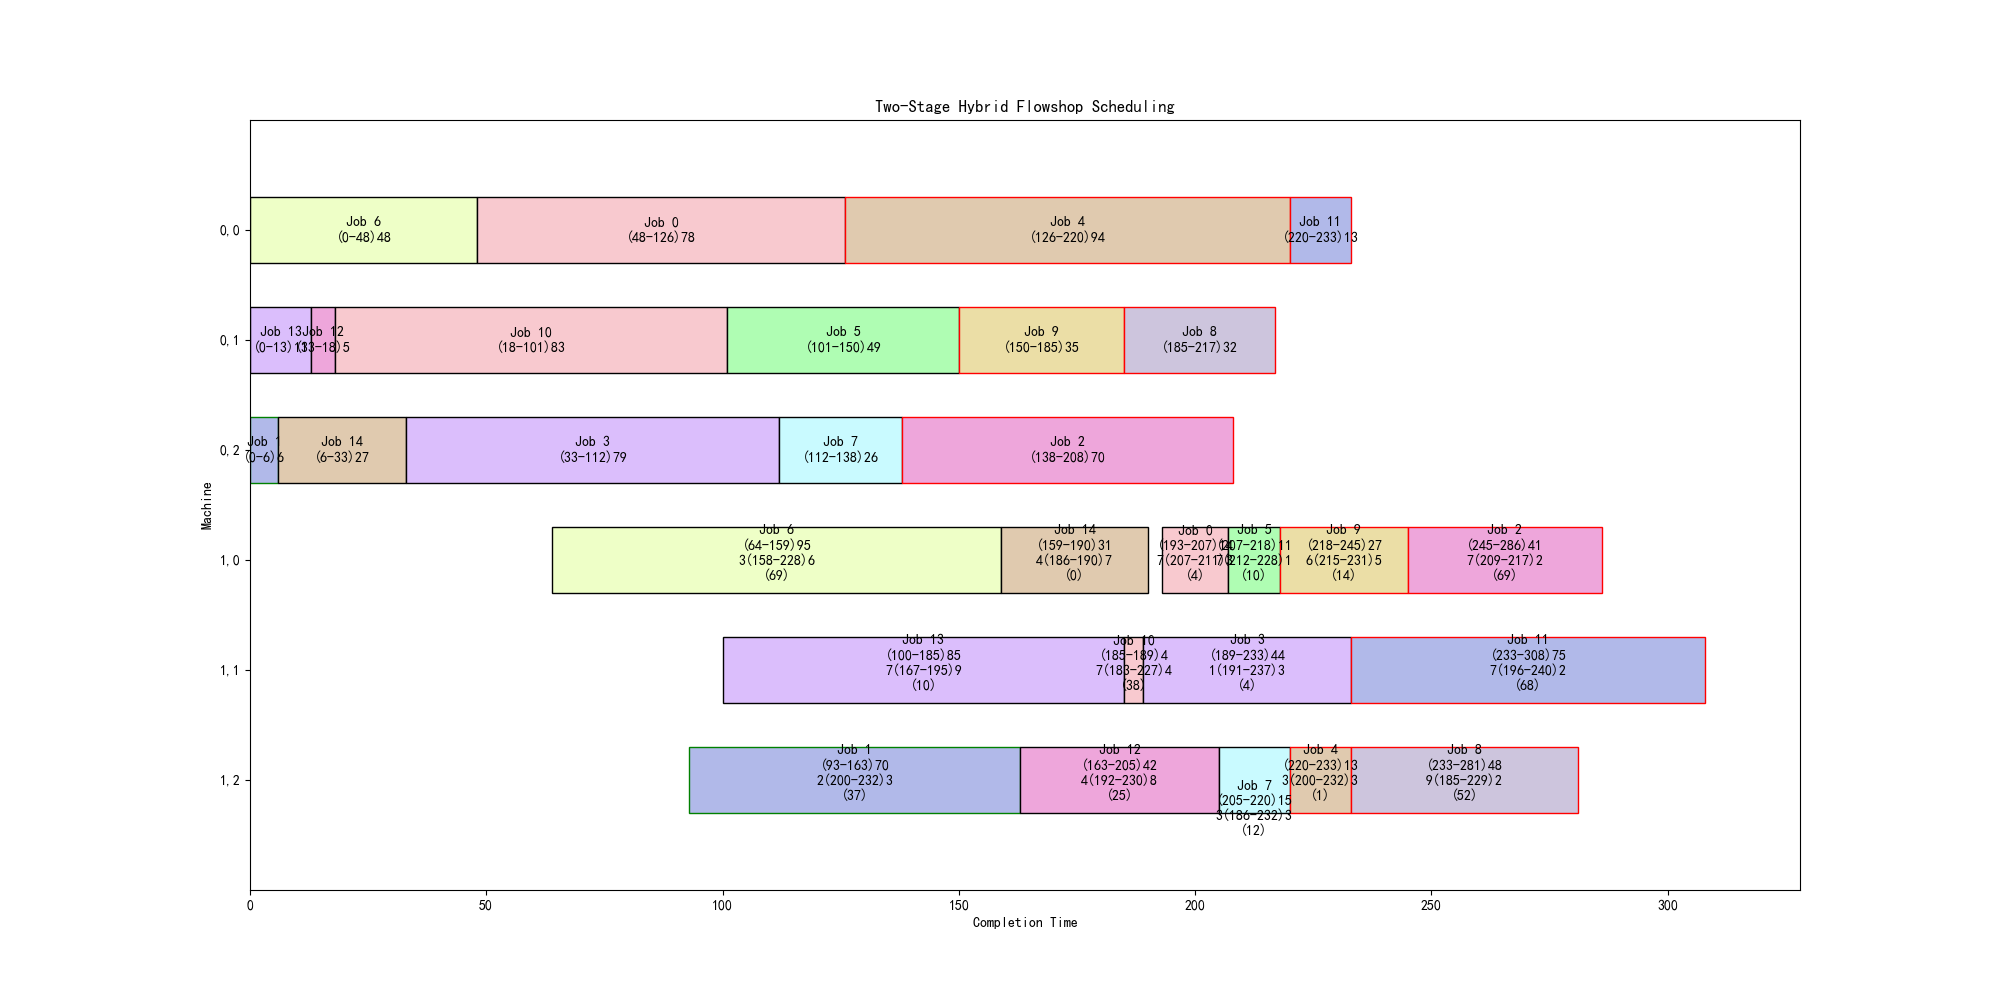 Two-Stage Hybrid Flowshop Scheduling
Machine
0,0
Job 6
(0-48)48
Job 0
(48-126)78
Job 4
(126-220)94
Job 11
(220-233)13
0,1
Job 13
(0-13)13
Job 12
(13-18)5
Job 10
(18-101)83
Job 5
(101-150)49
Job 9
(150-185)35
Job 8
(185-217)32
0,2
Job 1
(0-6)6
Job 14
(6-33)27
Job 3
(33-112)79
Job 7
(112-138)26
Job 2
(138-208)70
1,0
Job 6
(64-159)95
3(158-228)6
(69)
Job 14
(159-190)31
4(186-190)7
(0)
Job 0
(193-207)14
7(207-211)3
(4)
Job 5
(207-218)11
7(212-228)1
(10)
Job 9
(218-245)27
6(215-231)5
(14)
Job 2
(245-286)41
7(209-217)2
(69)
1,1
Job 13
(100-185)85
7(167-195)9
(10)
Job 10
(185-189)4
7(183-227)4
(38)
Job 3
(189-233)44
1(191-237)3
(4)
Job 11
(233-308)75
7(196-240)2
(68)
1,2
Job 1
(93-163)70
2(200-232)3
(37)
Job 12
(163-205)42
4(192-230)8
(25)
Job 7
(205-220)15
3(186-232)3
(12)
Job 4
(220-233)13
3(200-232)3
(1)
Job 8
(233-281)48
9(185-229)2
(52)
0
50
100
150
200
250
300
Completion Time